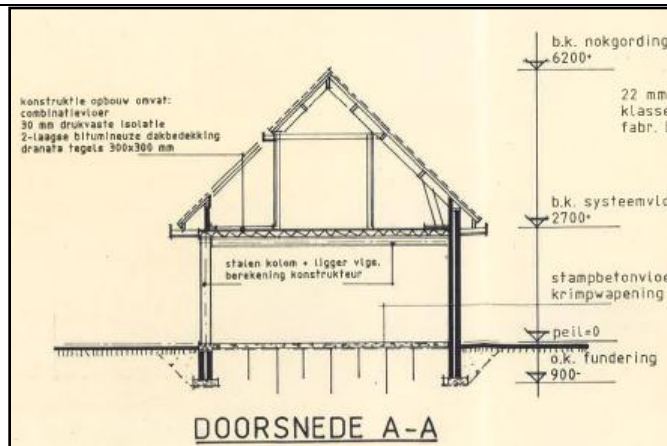 b.k. nokgording
6200+
konstruktie opbouw omvat:
combinatievloer
30 mm drukvaste isolatie
2-laagse bitumineuze dakbedekking
dranata tegels 300x300 mm
22 mm
klasse
fabr.
b.k. systeemvlo
2700+
stalen kolom + ligger vlgs.
berekening konstrukteur
stampbetonvloe
krimpwapening
peil=0
o.k. fundering
900-
DOORSNEDE A-A